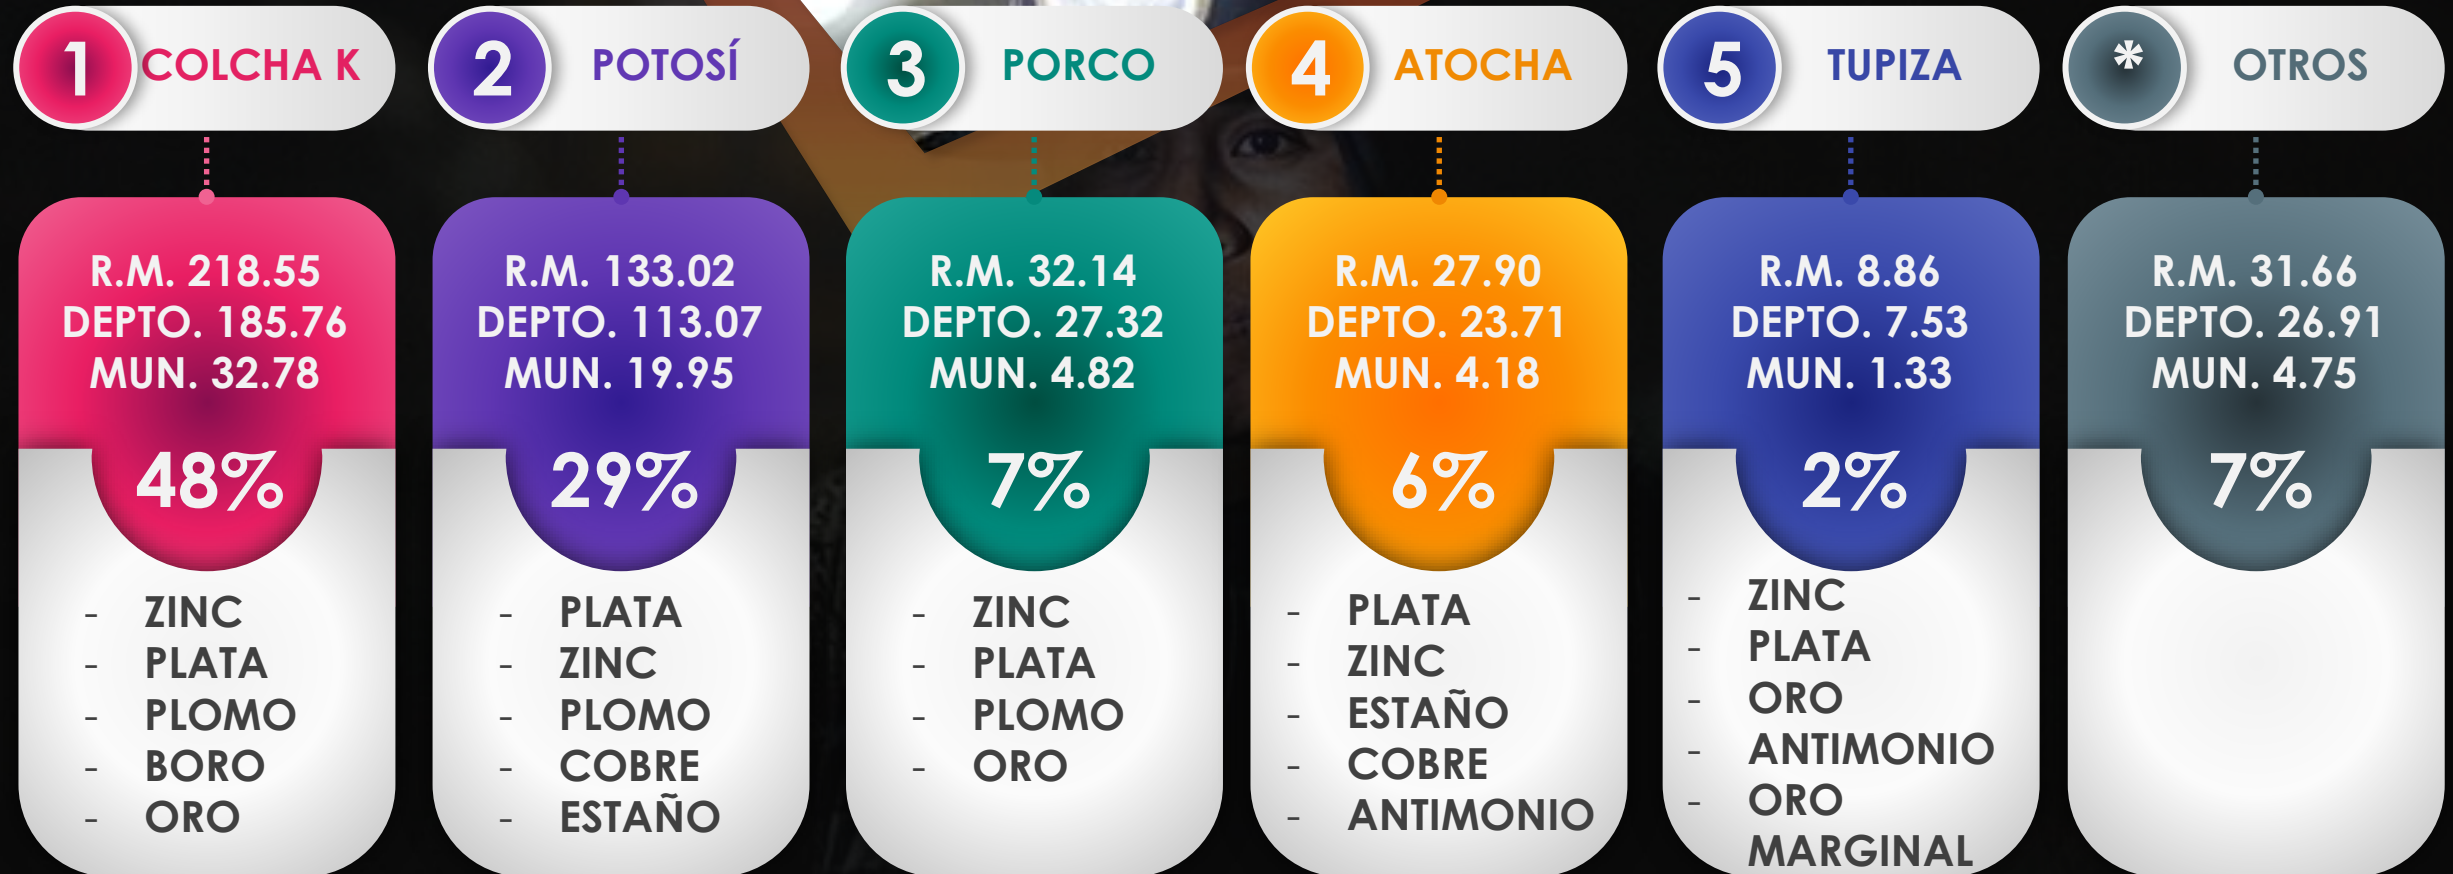 1 COLCHA K
R.M. 218.55
DEPTO. 185.76
MUN. 32.78
48%
- ZINC
- PLATA
- PLOMO
- BORO
- ORO
2 POTOSÍ
R.M. 133.02
DEPTO. 113.07
MUN. 19.95
29%
- PLATA
- ZINC
- PLOMO
- COBRE
- ESTAÑO
3 PORCO
R.M. 32.14
DEPTO. 27.32
MUN. 4.82
7%
- ZINC
- PLATA
- PLOMO
- ORO
4 ATOCHA
R.M. 27.90
DEPTO. 23.71
MUN. 4.18
6%
- PLATA
- ZINC
- ESTAÑO
- COBRE
- ANTIMONIO
5 TUPIZA
R.M. 8.86
DEPTO. 7.53
MUN. 1.33
2%
- ZINC
- PLATA
- ORO
- ANTIMONIO
- ORO
MARGINAL
* OTROS
R.M. 31.66
DEPTO. 26.91
MUN. 4.75
7%